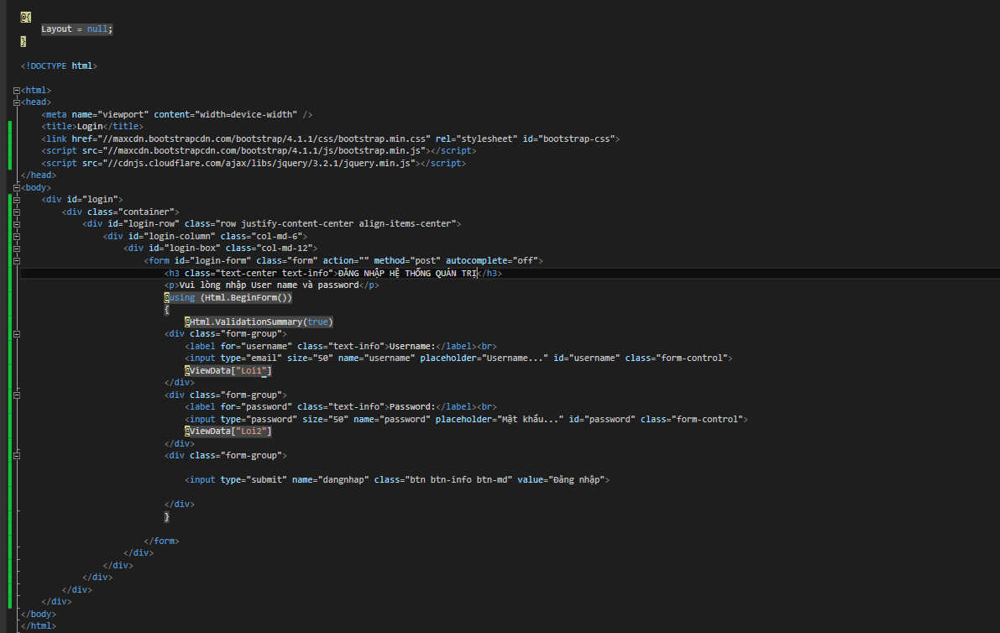 @{
Layout = null;
}
<!DOCTYPE html>
<html>
<head>
<meta name="viewport" content="width=device-width" />
<title>Login</title>
<link href="//maxcdn.bootstrapcdn.com/bootstrap/4.1.1/css/bootstrap.min.css" rel="stylesheet" id="bootstrap-css">
<script src="//maxcdn.bootstrapcdn.com/bootstrap/4.1.1/js/bootstrap.min.js"></script>
<script src="//cdnjs.cloudflare.com/ajax/libs/jquery/3.2.1/jquery.min.js"></script>
</head>
<body>
<div id="login">
<div class="container">
<div id="login-row" class="row justify-content-center align-items-center">
<div id="login-column" class="col-md-6">
<div id="login-box" class="col-md-12">
<form id="login-form" class="form" action="" method="post" autocomplete="off">
<h3 class="text-center text-info">ĐĂNG NHẬP HỆ THỐNG QUẢN TRỊ</h3>
<p>Vui lòng nhập User name và password</p>
@using (Html.BeginForm())
{
@Html.ValidationSummary(true)
<div class="form-group">
<label for="username" class="text-info">Username:</label><br>
<input type="email" size="50" name="username" placeholder="Username..." id="username" class="form-control">
@ViewData["Loi1"]
</div>
<div class="form-group">
<label for="password" class="text-info">Password:</label><br>
<input type="password" size="50" name="password" placeholder="Mật khẩu..." id="password" class="form-control">
@ViewData["Loi2"]
</div>
<div class="form-group">
<input type="submit" name="dangnhap" class="btn btn-info btn-md" value="Đăng nhập">
</div>
}
</form>
</div>
</div>
</div>
</div>
</div>
</body>
</html>